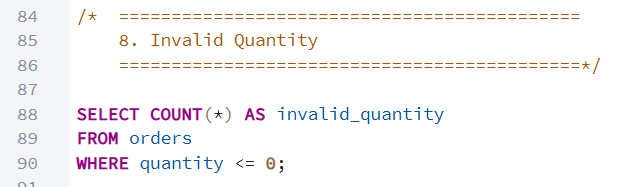 84 /* ============================================
85 8. Invalid Quantity
86 ============================================*/
87
88 SELECT COUNT(*) AS invalid_quantity
89 FROM orders
90 WHERE quantity <= 0;